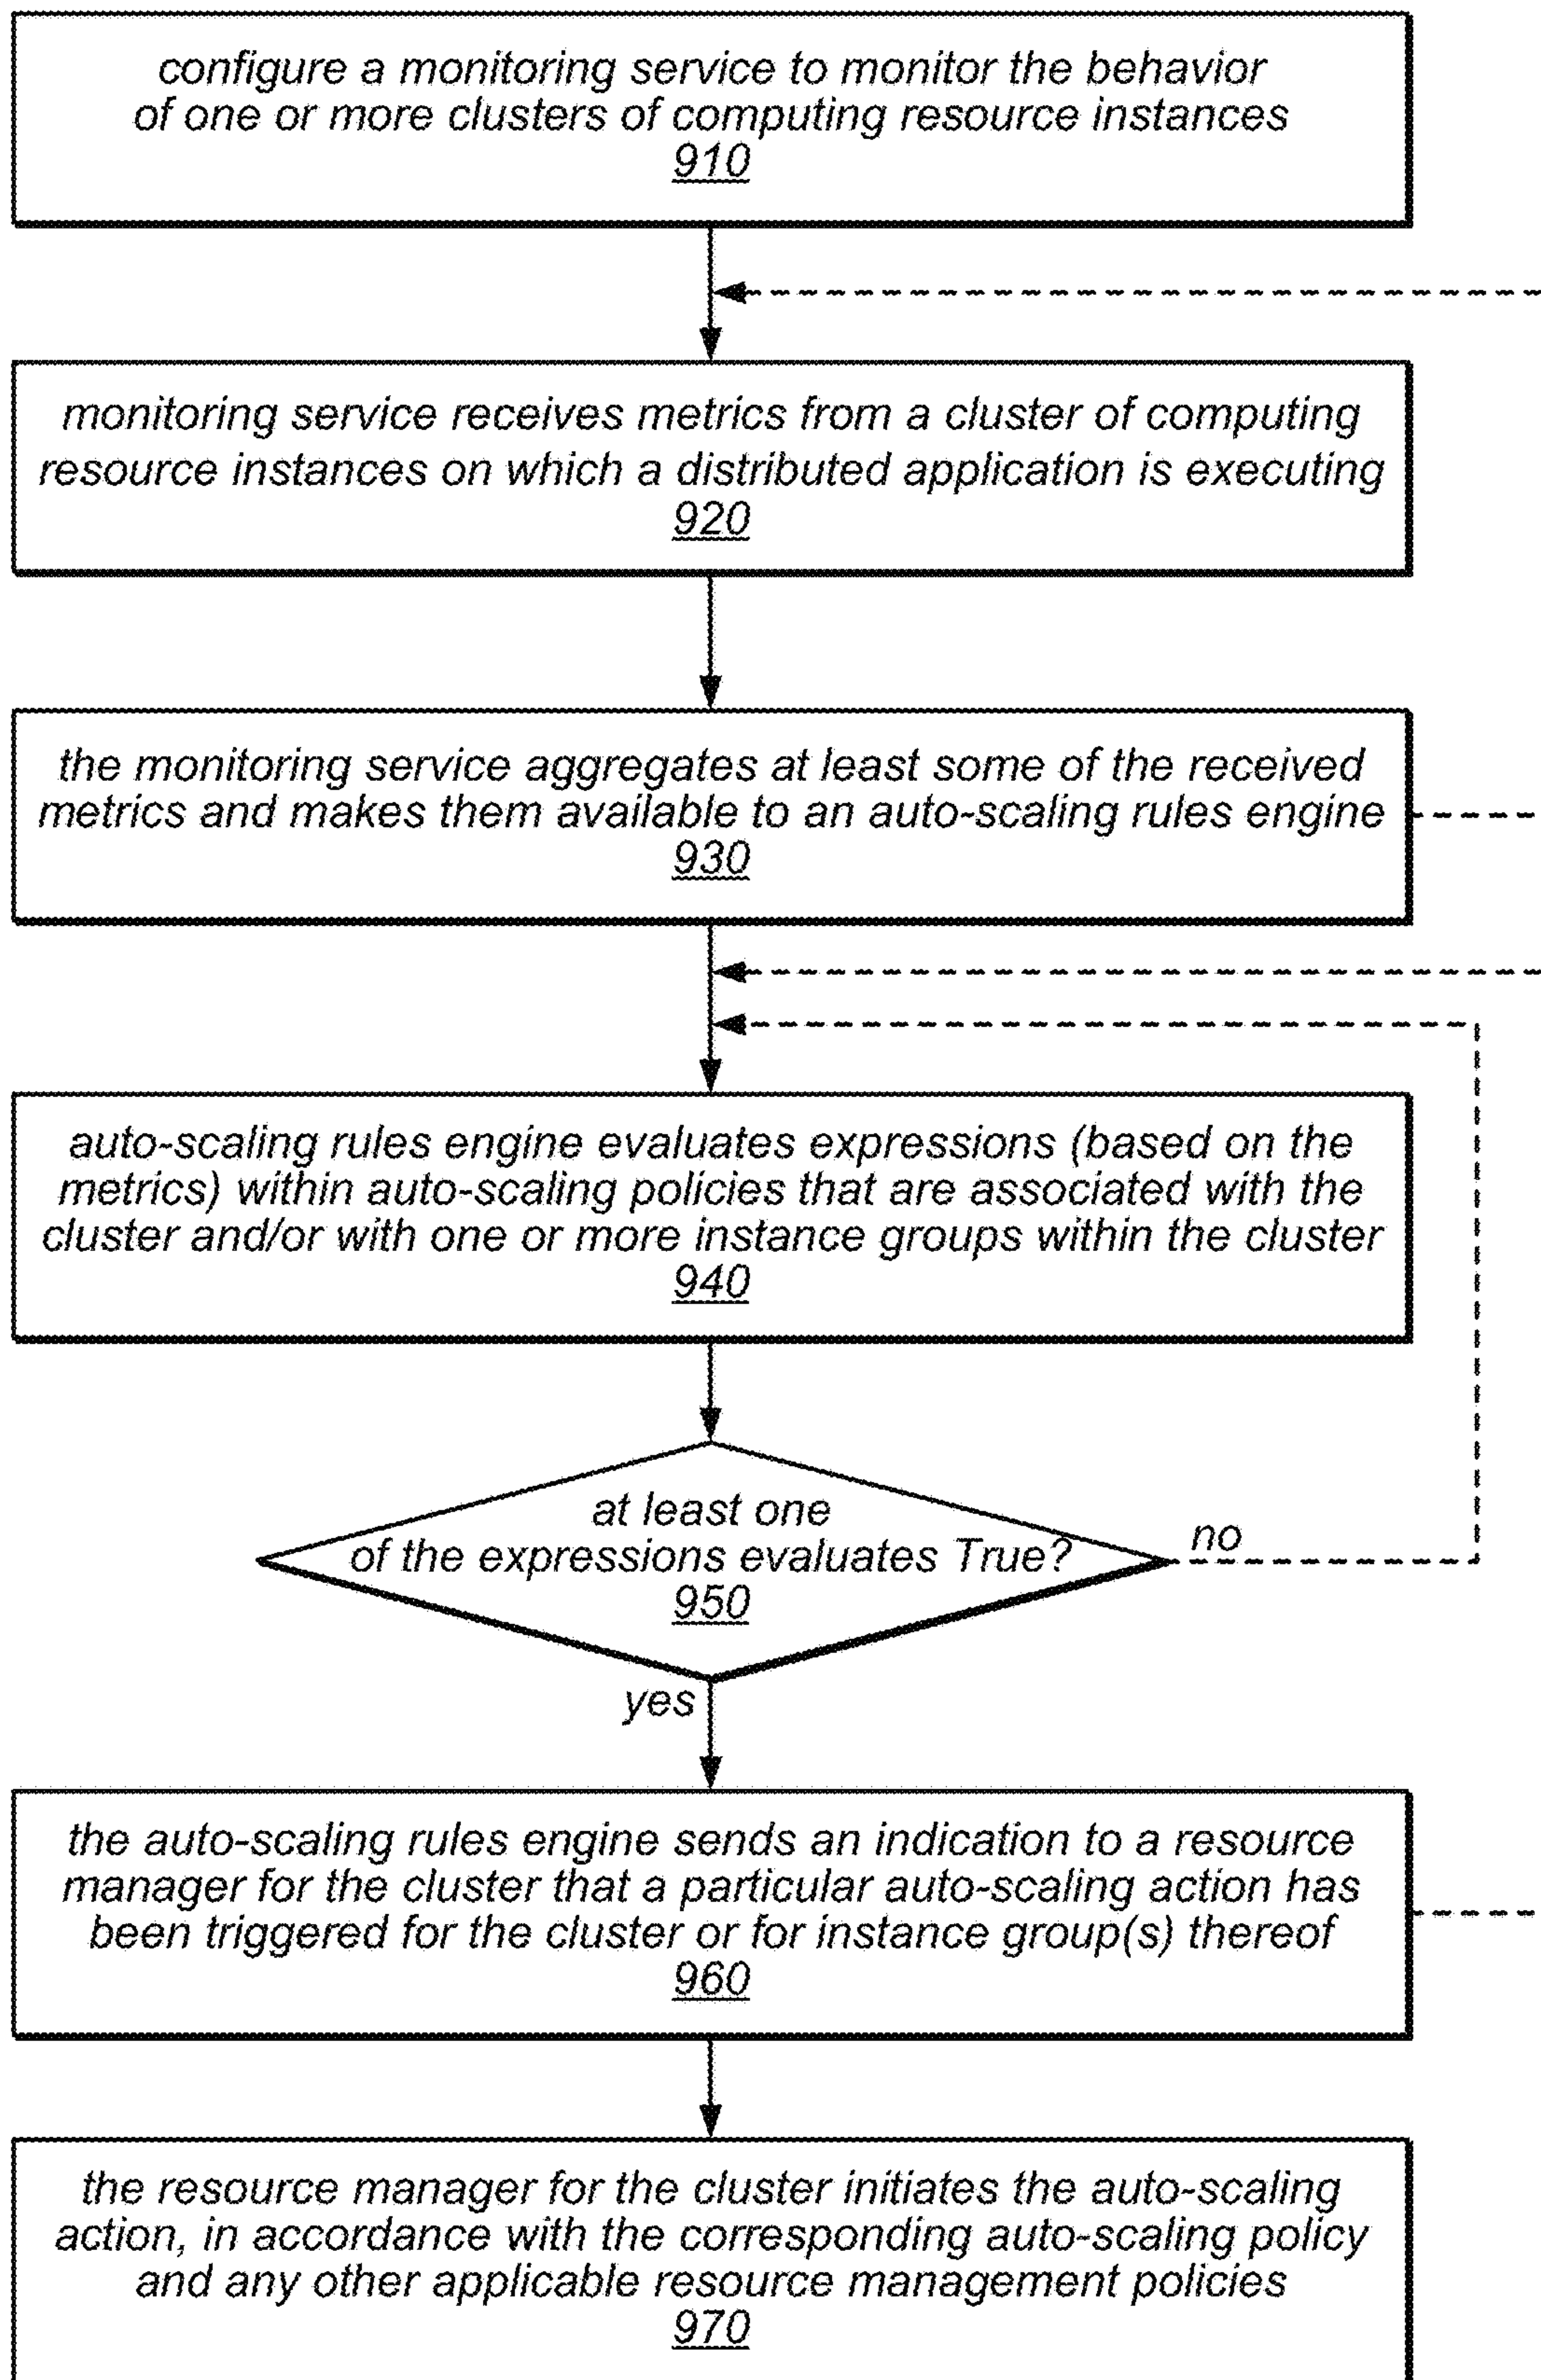 configure a monitoring service to monitor the behavior
of one or more clusters of computing resource instances
910
monitoring service receives metrics from a cluster of computing
resource instances on which a distributed application is executing
920
the monitoring service aggregates at least some of the received
metrics and makes them available to an auto-scaling rules engine
930
auto-scaling rules engine evaluates expressions (based on the
metrics) within auto-scaling policies that are associated with the
cluster and/or with one or more instance groups within the cluster
940
at least one
of the expressions evaluates True?
950
no
yes
the auto-scaling rules engine sends an indication to a resource
manager for the cluster that a particular auto-scaling action has
been triggered for the cluster or for instance group(s) thereof
960
the resource manager for the cluster initiates the auto-scaling
action, in accordance with the corresponding auto-scaling policy
and any other applicable resource management policies
970